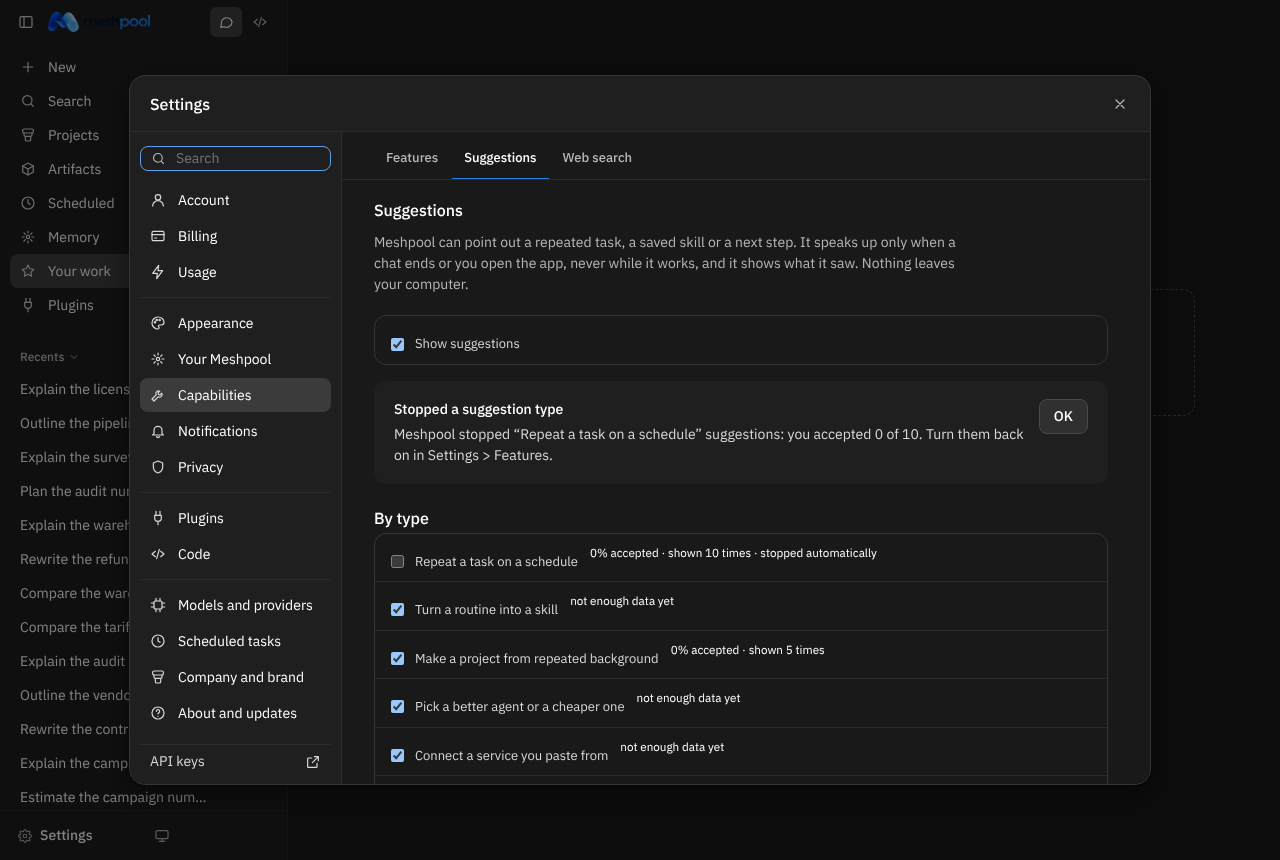 meshpool
New
Search
Projects
Artifacts
Scheduled
Memory
Your work
Plugins
Recents
Explain the licens
Outline the pipeli
Explain the survey
Plan the audit nu
Explain the wareh
Rewrite the refun
Compare the war
Compare the tarif
Explain the audit
Outline the vendo
Rewrite the contr
Explain the camp
Estimate the campaign num...
Settings
Settings
Search
Account
Billing
Usage
Appearance
Your Meshpool
Capabilities
Notifications
Privacy
Plugins
Code
Models and providers
Scheduled tasks
Company and brand
About and updates
API keys
Features
Suggestions
Web search
Suggestions
Meshpool can point out a repeated task, a saved skill or a next step. It speaks up only when a
chat ends or you open the app, never while it works, and it shows what it saw. Nothing leaves
your computer.
Show suggestions
Stopped a suggestion type
Meshpool stopped “Repeat a task on a schedule” suggestions: you accepted 0 of 10. Turn them back
on in Settings > Features.
OK
By type
Repeat a task on a schedule 0% accepted · shown 10 times · stopped automatically
Turn a routine into a skill not enough data yet
Make a project from repeated background 0% accepted · shown 5 times
Pick a better agent or a cheaper one not enough data yet
Connect a service you paste from not enough data yet